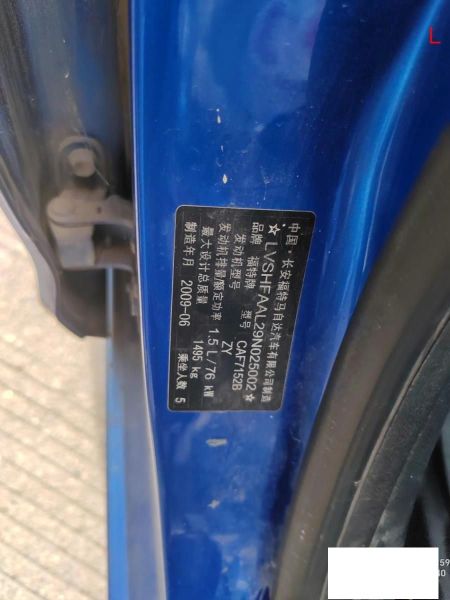 中国·长安福特马自达汽车有限公司制造
☆LVSHFAAL29N025002☆
品牌 福特牌 型号 CAF7152B
发动机型号 ZY
发动机排量/额定功率 1.5 L/76 kW
最大设计总质量 1495 kg
制造年月 2009-06 乘坐人数 5
L
59
40